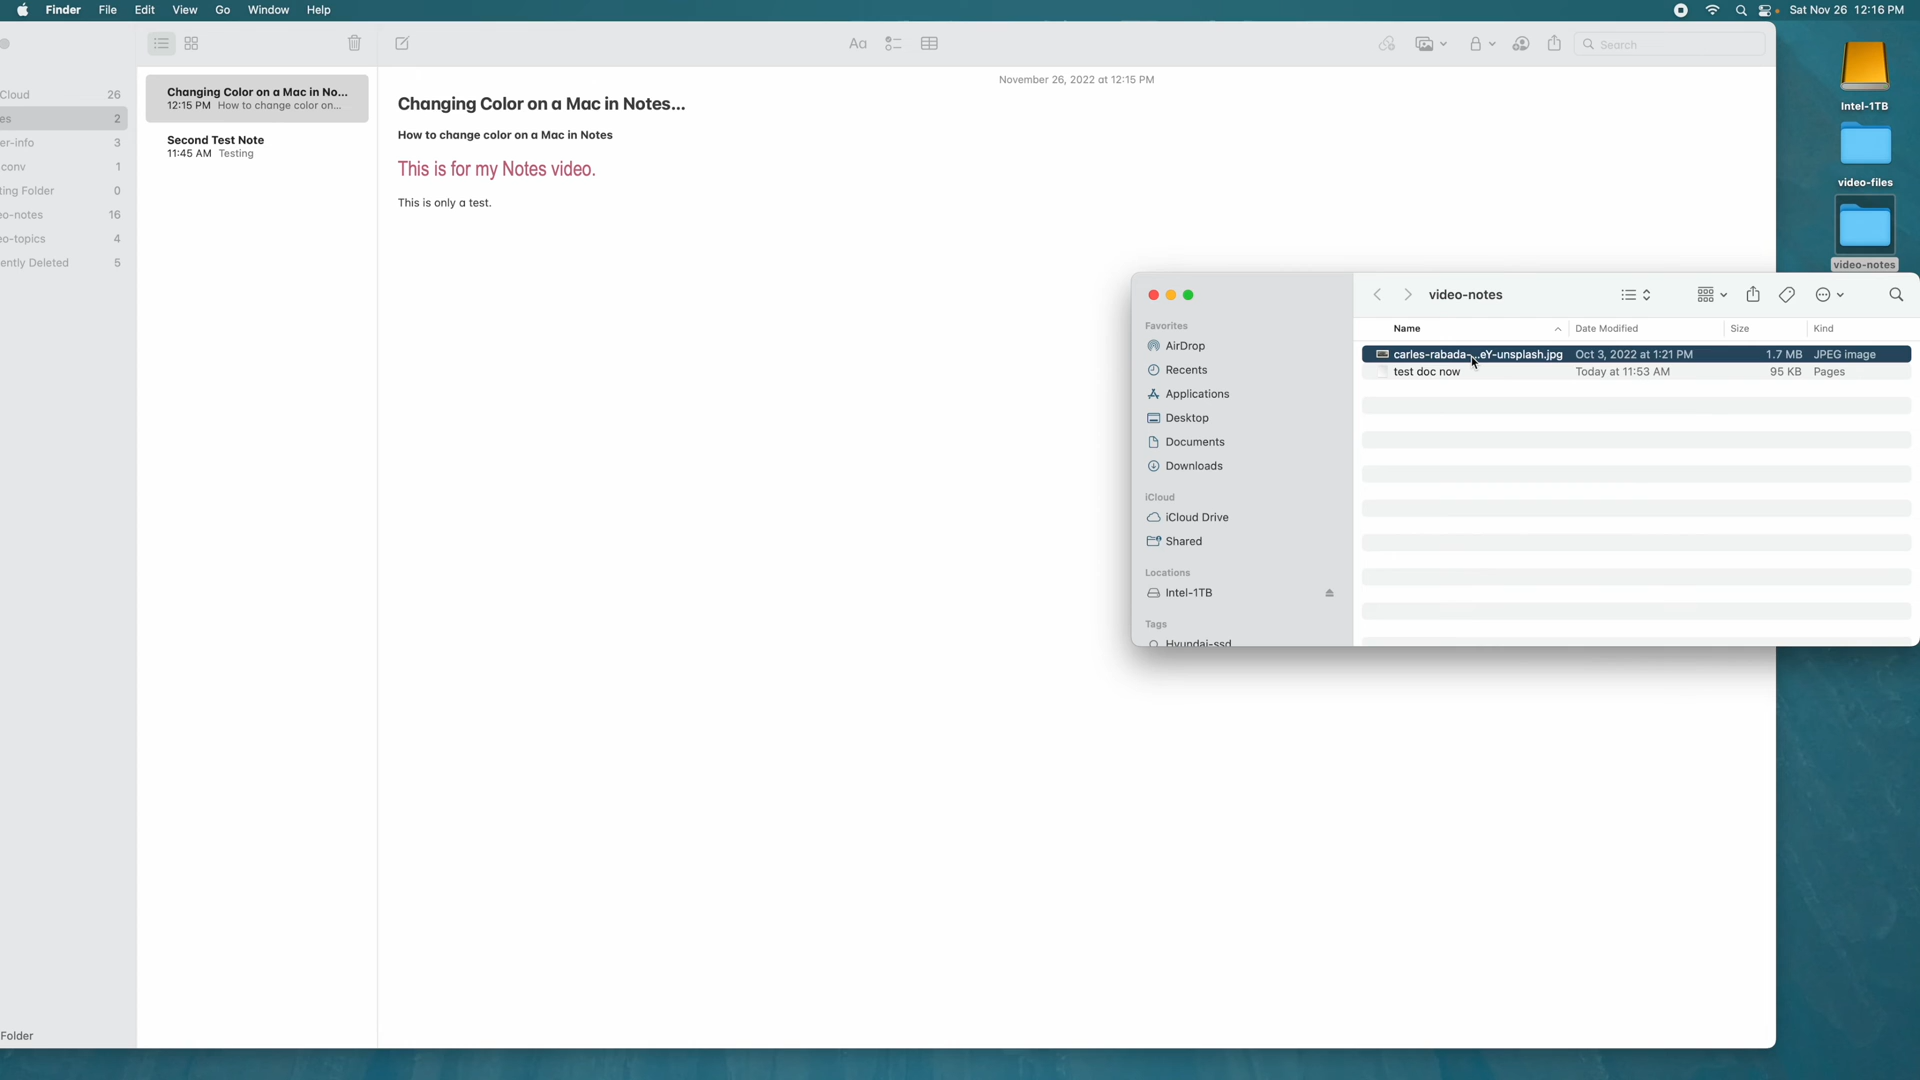 Finder File Edit View Go Window Help
Sat Nov 26 12:16 PM
Search
Cloud 26
es 2
er-info 3
conv 1
ting Folder 0
eo-notes 16
eo-topics 4
ently Deleted 5
Folder
Changing Color on a Mac in No...
12:15 PM How to change color on...
Second Test Note
11:45 AM Testing
Aa
November 26, 2022 at 12:15 PM
Changing Color on a Mac in Notes...
How to change color on a Mac in Notes
This is for my Notes video.
This is only a test.
Intel-1TB
video-files
video-notes
video-notes
Favorites
AirDrop
Recents
Applications
Desktop
Documents
Downloads
iCloud
iCloud Drive
Shared
Locations
Intel-1TB
Tags
Hyundai-ssd
Name Date Modified Size Kind
carles-rabada-...eY-unsplash.jpg Oct 3, 2022 at 1:21 PM 1.7 MB JPEG image
test doc now Today at 11:53 AM 95 KB Pages